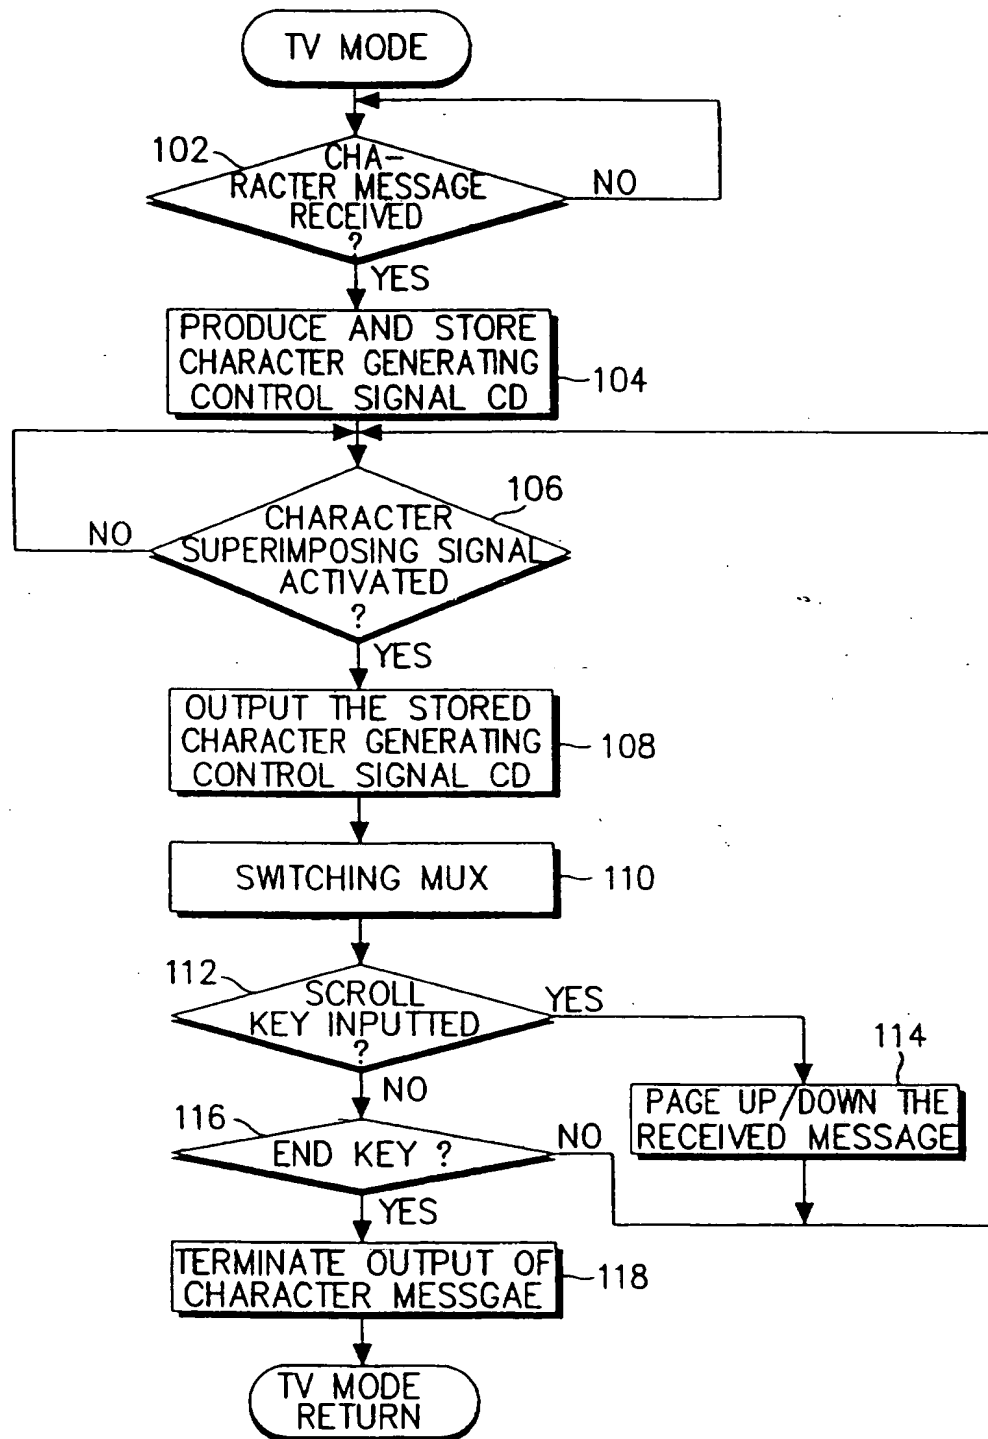 TV MODE
102
CHA-
RACTER MESSAGE
RECEIVED
?
NO
YES
PRODUCE AND STORE
CHARACTER GENERATING
CONTROL SIGNAL CD
104
106
CHARACTER
SUPERIMPOSING SIGNAL
ACTIVATED
?
NO
YES
OUTPUT THE STORED
CHARACTER GENERATING
CONTROL SIGNAL CD
108
SWITCHING MUX
110
112
SCROLL
KEY INPUTTED
?
YES
NO
114
PAGE UP/DOWN THE
RECEIVED MESSAGE
116
END KEY ?
NO
YES
TERMINATE OUTPUT OF
CHARACTER MESSGAE
118
TV MODE
RETURN